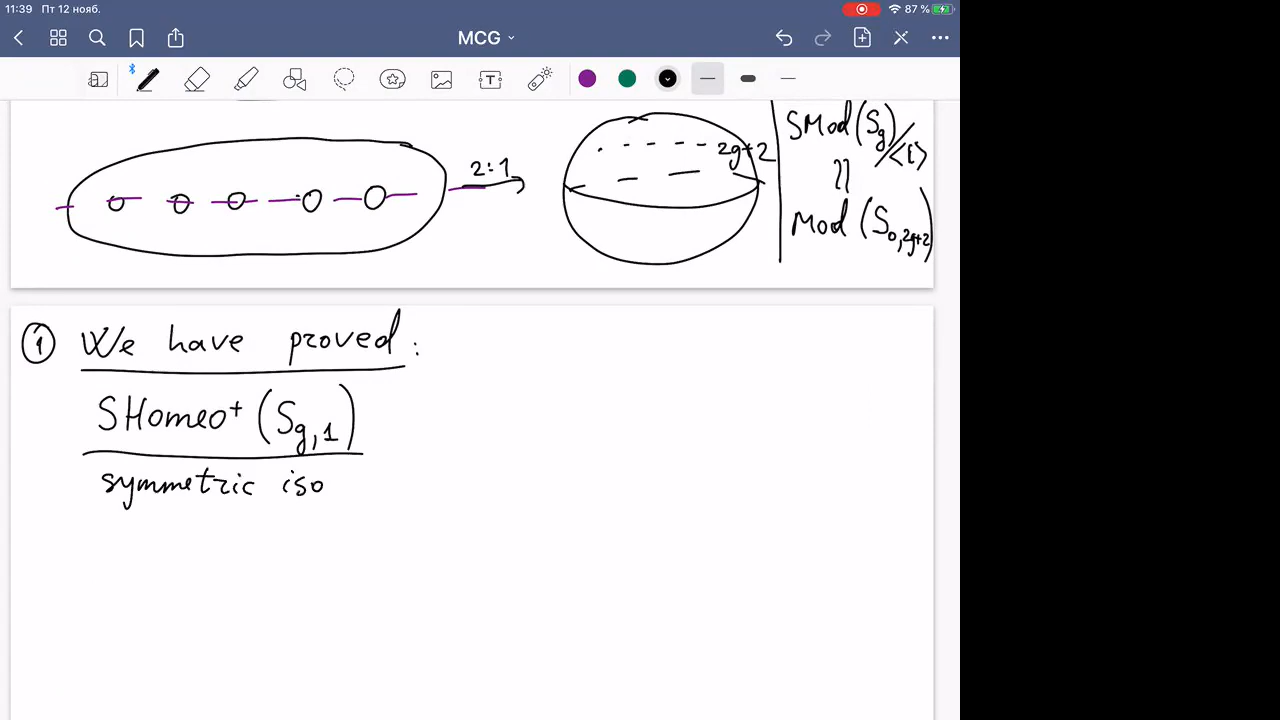 11:39 Пт 12 нояб. 87 %
MCG
2:1
2g+2
SMod (Sg)/<ι>
Mod (S0,2g+2)
① We have proved:
SHomeo⁺ (Sg,1)
symmetric iso